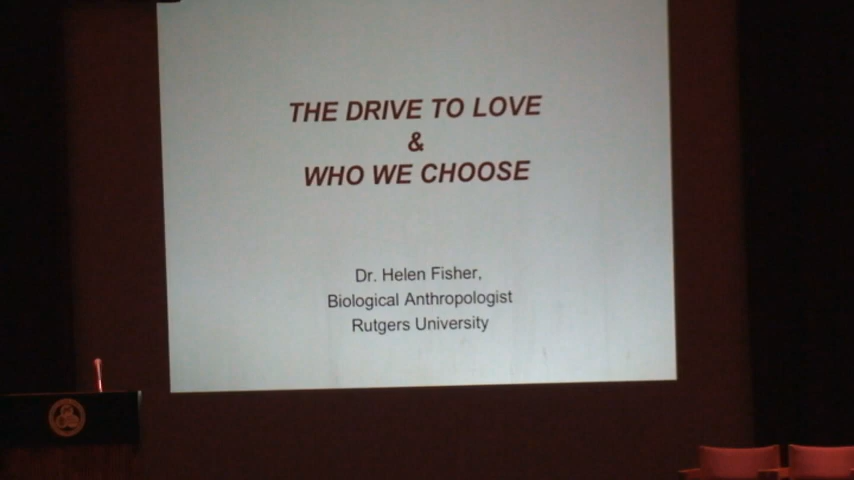 THE DRIVE TO LOVE
&
WHO WE CHOOSE
Dr. Helen Fisher,
Biological Anthropologist
Rutgers University